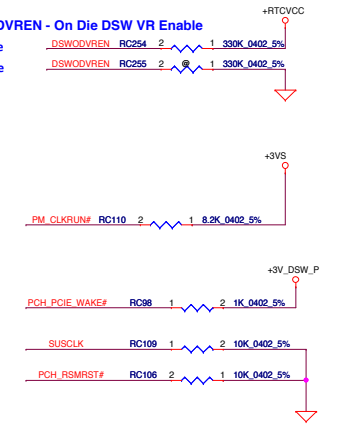 +RTCVCC
DVREN - On Die DSW VR Enable
DSWODVREN RC254 2 1 330K_0402_5%
DSWODVREN RC255 2 @ 1 330K_0402_5%
+3VS
PM_CLKRUN# RC110 2 1 8.2K_0402_5%
+3V_DSW_P
PCH_PCIE_WAKE# RC98 1 2 1K_0402_5%
SUSCLK RC109 1 2 10K_0402_5%
PCH_RSMRST# RC106 2 1 10K_0402_5%